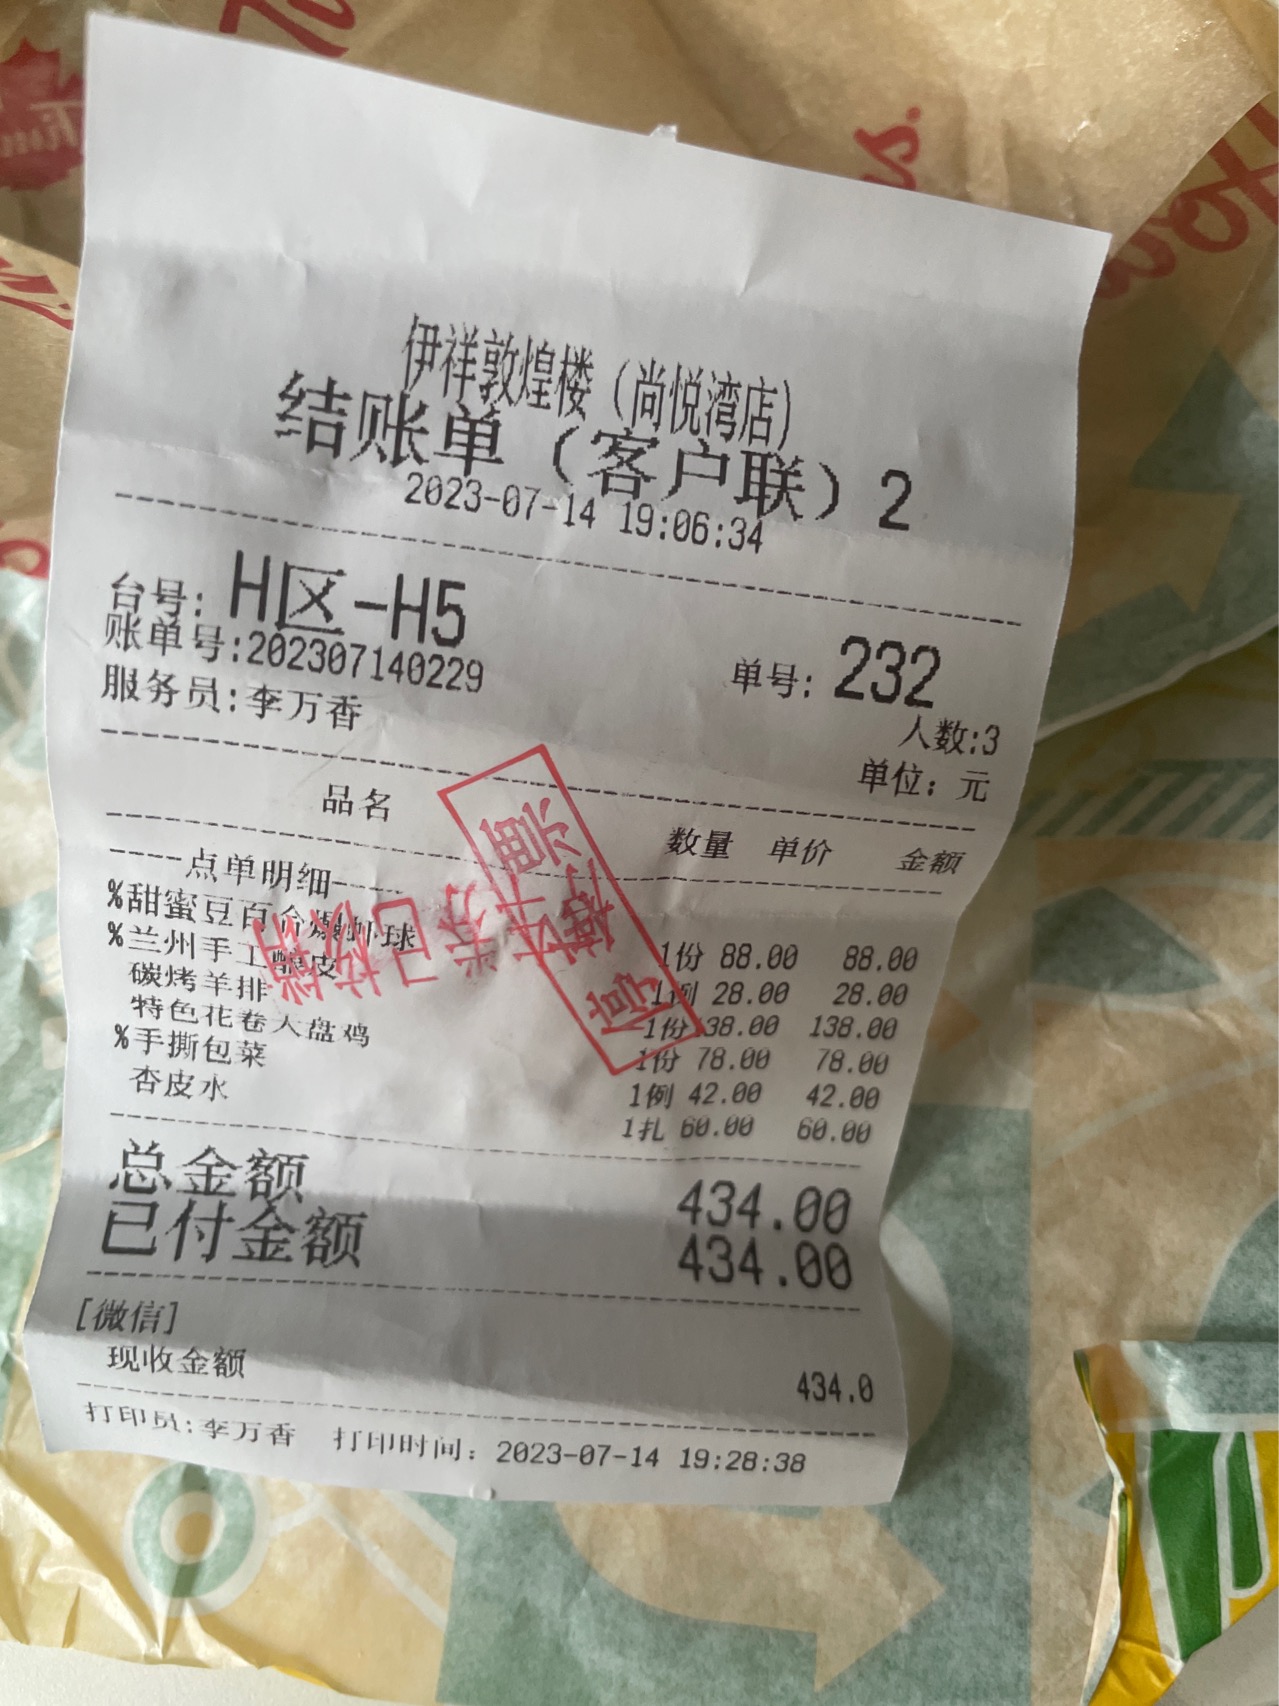 伊祥敦煌楼（尚悦湾店）
结账单（客户联）2
2023-07-14 19:06:34
台号: H区-H5
账单号:202307140229 单号: 232
服务员:李万香 人数:3
单位: 元
品名 数量 单价 金额
----点单明细----
%甜蜜豆百合爆虾球 1份 88.00 88.00
%兰州手工酿皮 1例 28.00 28.00
碳烤羊排 1份 138.00 138.00
特色花卷大盘鸡 1份 78.00 78.00
%手撕包菜 1例 42.00 42.00
杏皮水 1扎 60.00 60.00
总金额 434.00
已付金额 434.00
[微信]
现收金额 434.0
打印员:李万香 打印时间: 2023-07-14 19:28:38